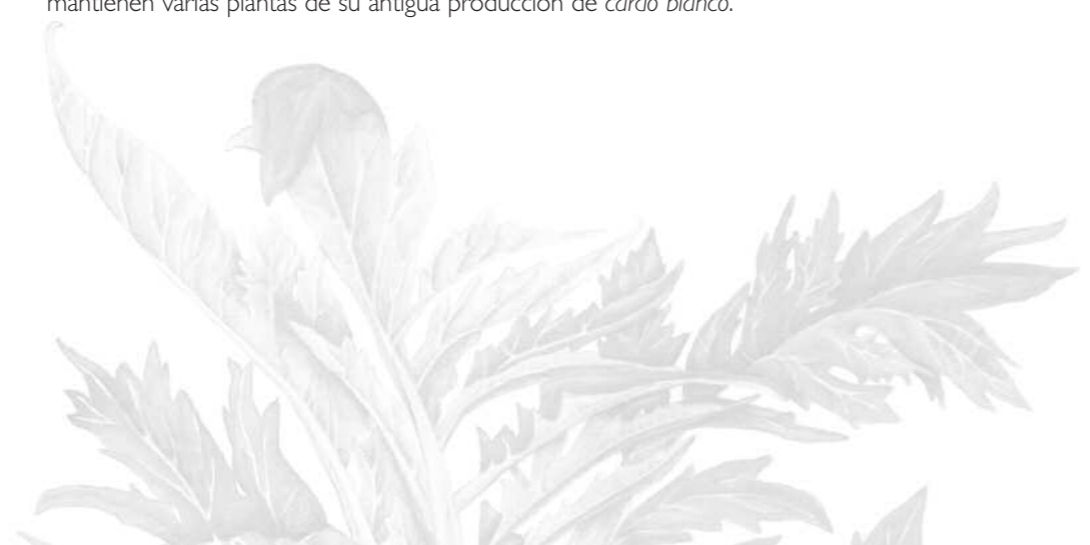 mantienen varias plantas de su antigua producción de cardo blanco.